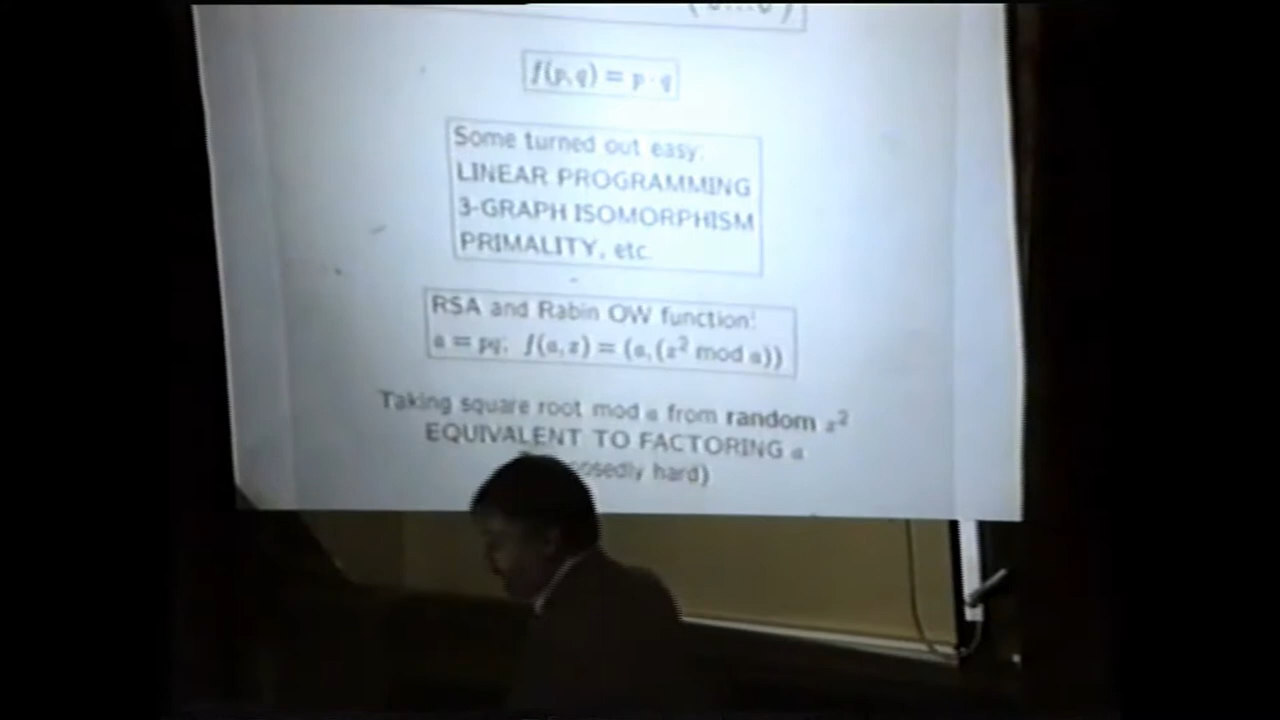 f(p,q) = p · q
Some turned out easy:
LINEAR PROGRAMMING
3-GRAPH ISOMORPHISM
PRIMALITY, etc.
RSA and Rabin OW function:
a = pq; f(a,x) = (a,(x² mod a))
Taking square root mod a from random x²
EQUIVALENT TO FACTORING a
hard)